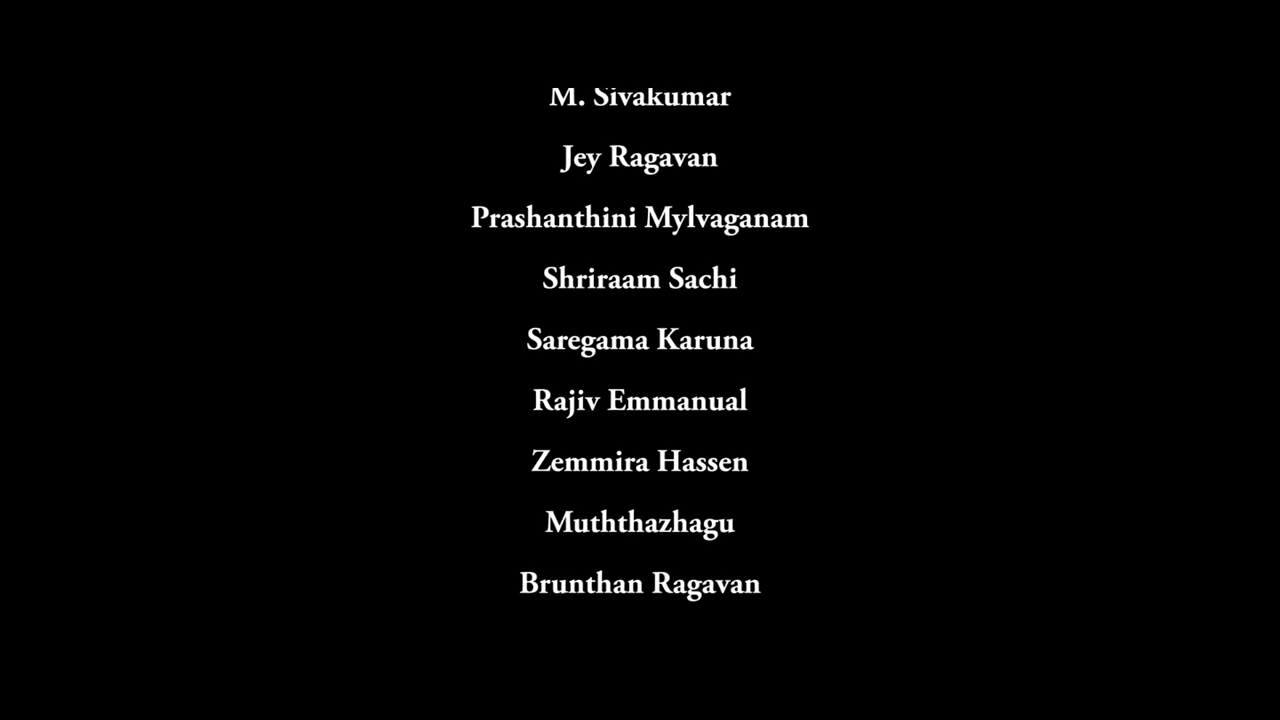 M. Sivakumar
Jey Ragavan
Prashanthini Mylvaganam
Shriraam Sachi
Saregama Karuna
Rajiv Emmanual
Zemmira Hassen
Muththazhagu
Brunthan Ragavan